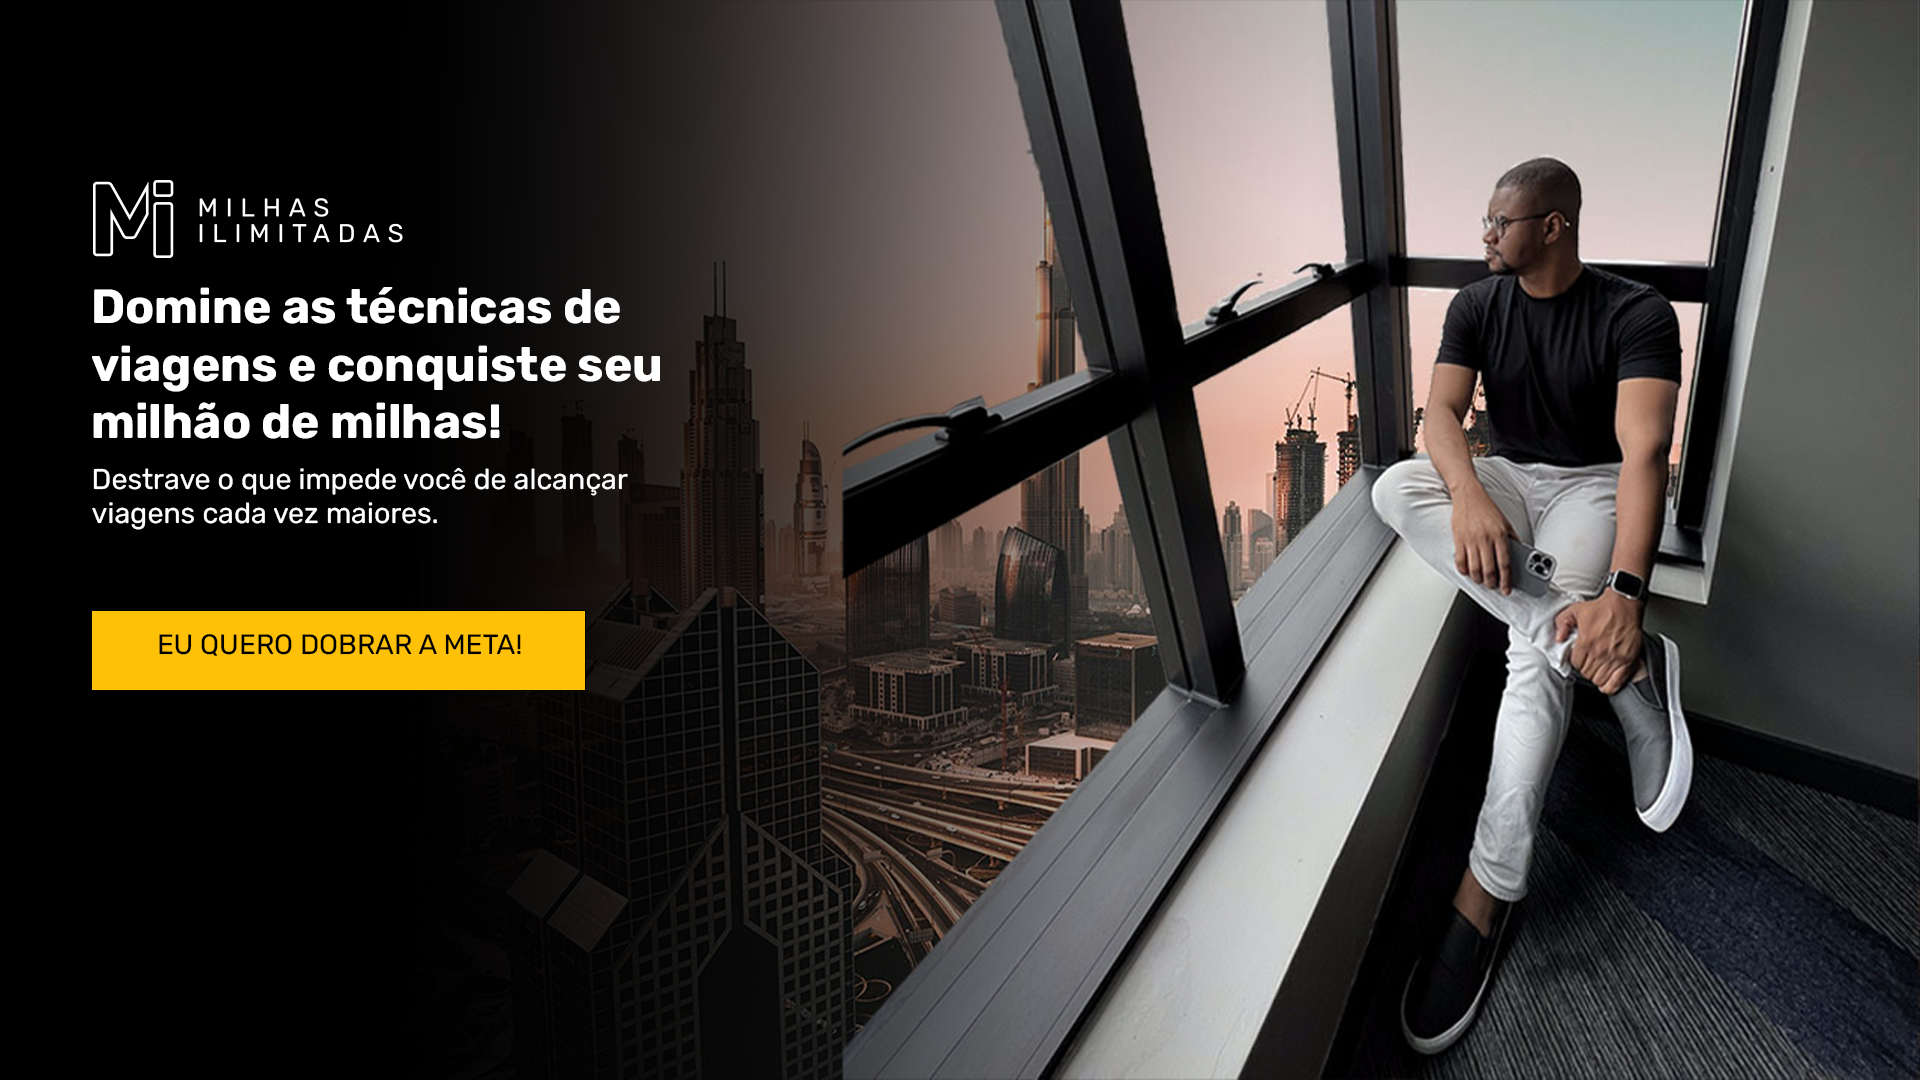 Mi
MILHAS
ILIMITADAS
Domine as técnicas de
viagens e conquiste seu
milhão de milhas!
Destrave o que impede você de alcançar
viagens cada vez maiores.
EU QUERO DOBRAR A META!